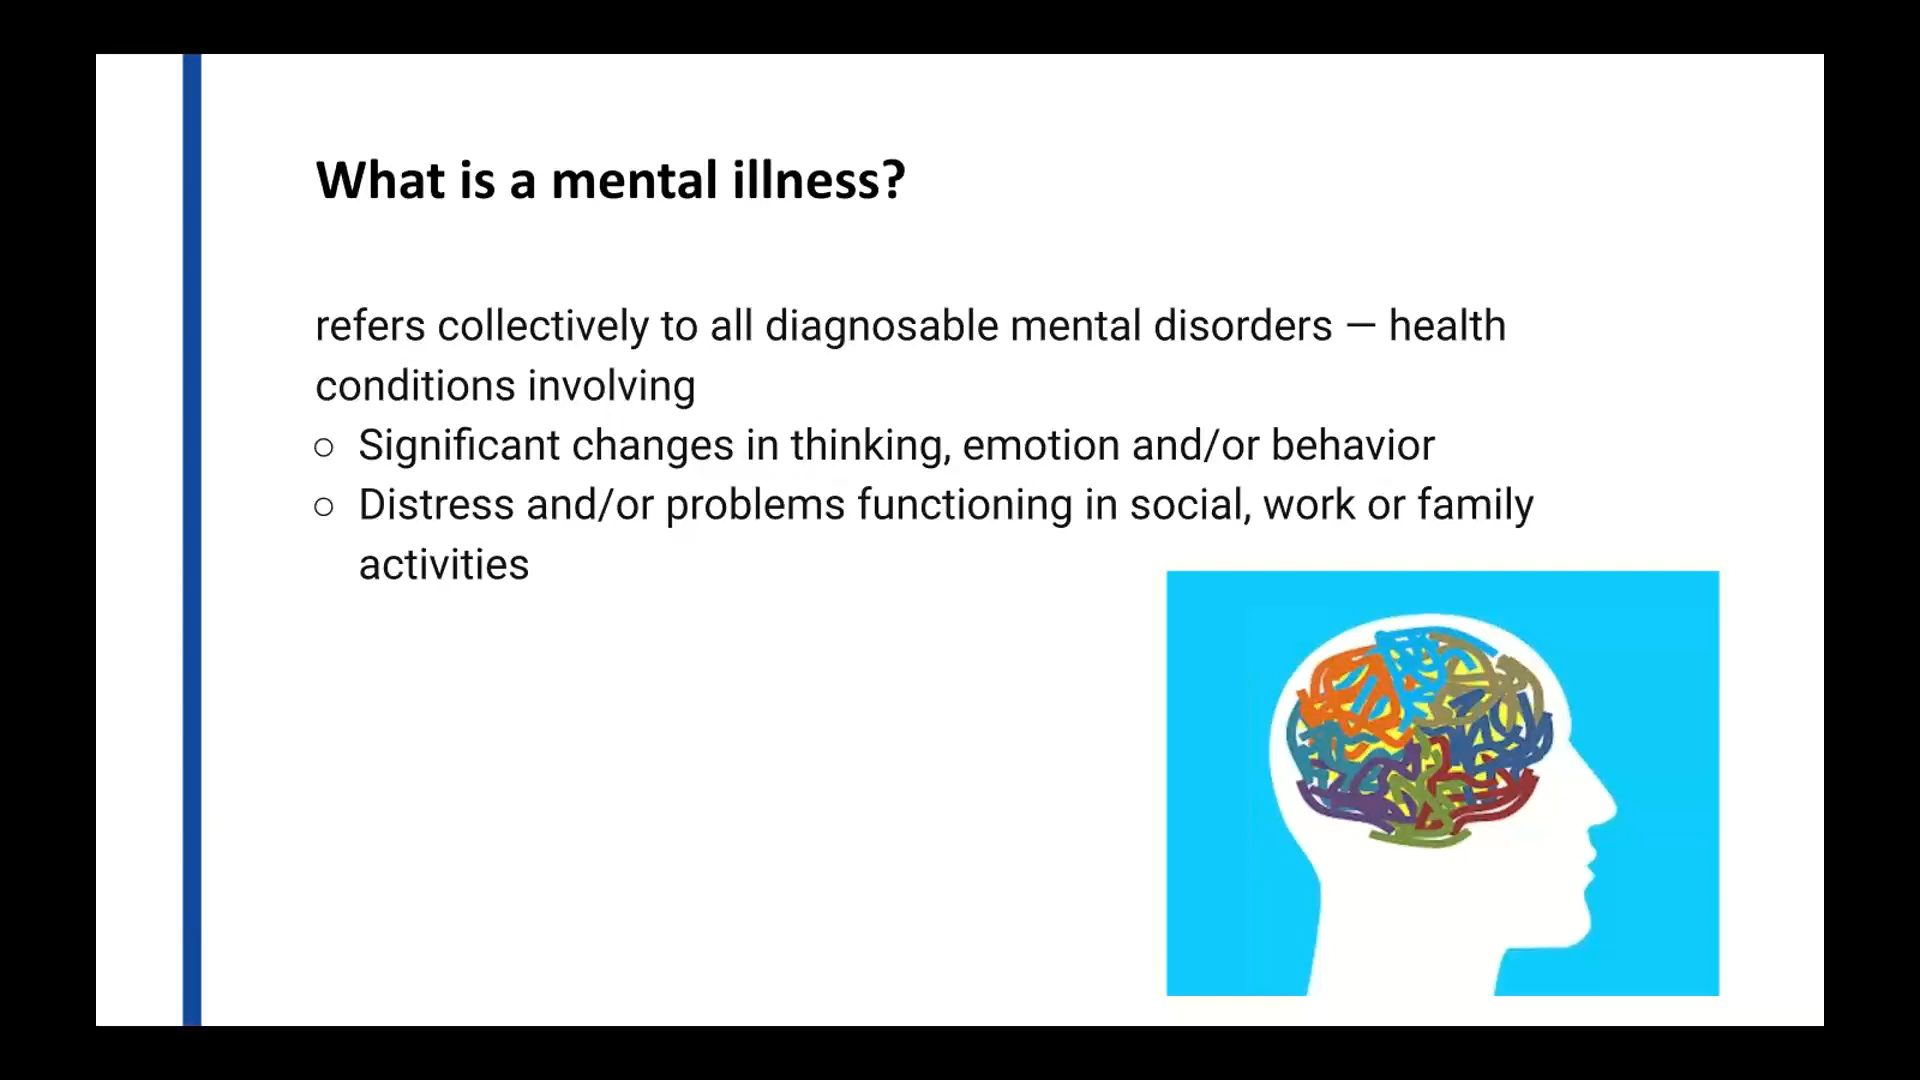 What is a mental illness?
refers collectively to all diagnosable mental disorders — health
conditions involving
○ Significant changes in thinking, emotion and/or behavior
○ Distress and/or problems functioning in social, work or family
activities